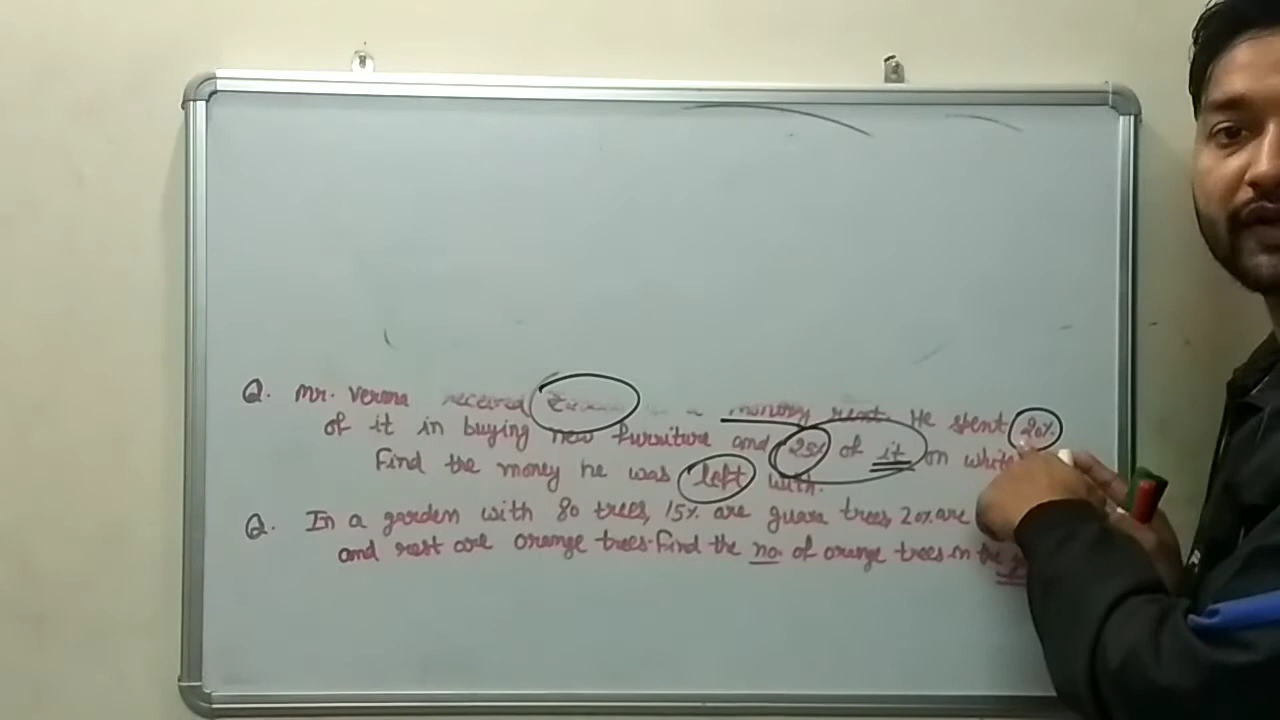 Q. Mr. Verma received ₹ monthly rent. He spent 20%
of it in buying new furniture and 25% of it on white
Find the money he was left with.
Q. In a garden with 80 trees, 15% are guava trees, 20% are
and rest are orange trees. Find the no. of orange trees in the